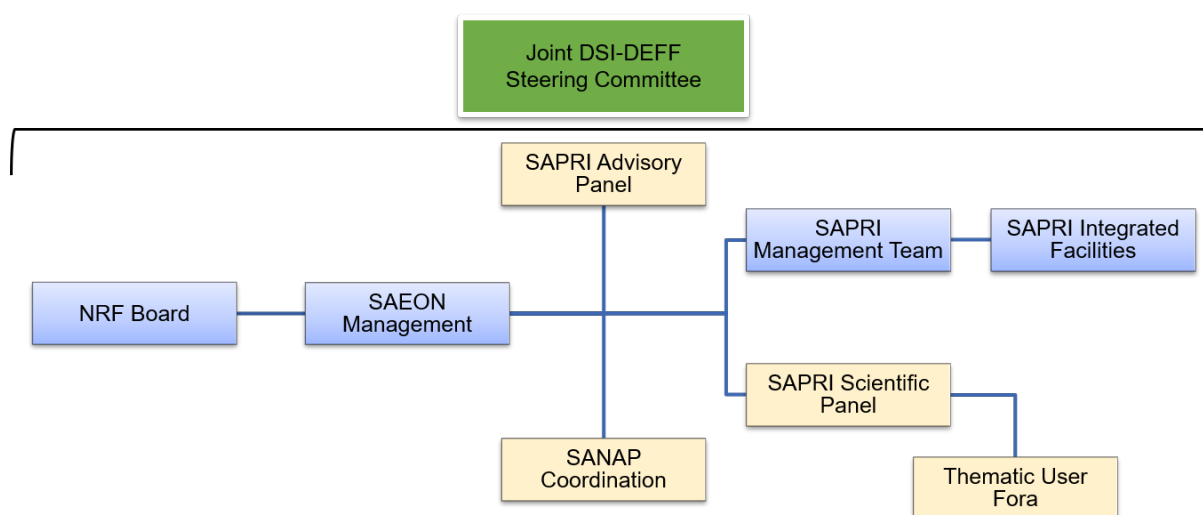 Joint DSI-DEFF
Steering Committee
SAPRI Advisory
Panel
SAPRI
Management Team
SAPRI Integrated
Facilities
NRF Board
SAEON
Management
SAPRI Scientific
Panel
SANAP
Coordination
Thematic User
Fora